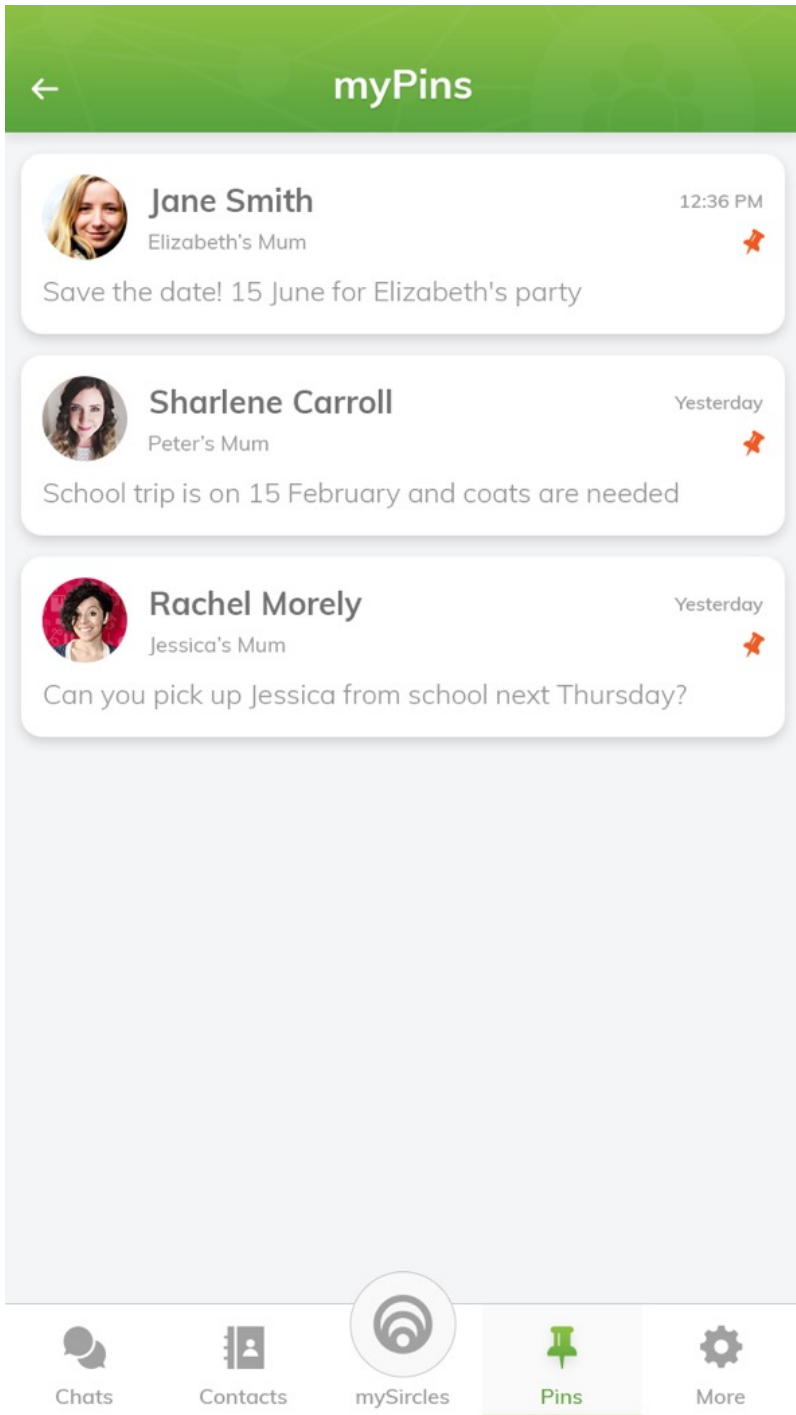 myPins
Jane Smith
12:36 PM
Elizabeth's Mum
Save the date! 15 June for Elizabeth's party
Sharlene Carroll
Yesterday
Peter's Mum
School trip is on 15 February and coats are needed
Rachel Morely
Yesterday
Jessica's Mum
Can you pick up Jessica from school next Thursday?
Chats
Contacts
mySircles
Pins
More